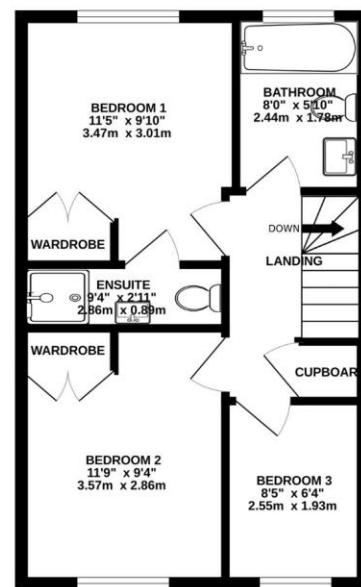 BEDROOM 1
11'5" x 9'10"
3.47m x 3.01m
BATHROOM
8'0" x 5'10"
2.44m x 1.78m
WARDROBE
DOWN
LANDING
ENSUITE
9'4" x 2'11"
2.86m x 0.89m
WARDROBE
CUPBOAR
BEDROOM 2
11'9" x 9'4"
3.57m x 2.86m
BEDROOM 3
8'5" x 6'4"
2.55m x 1.93m